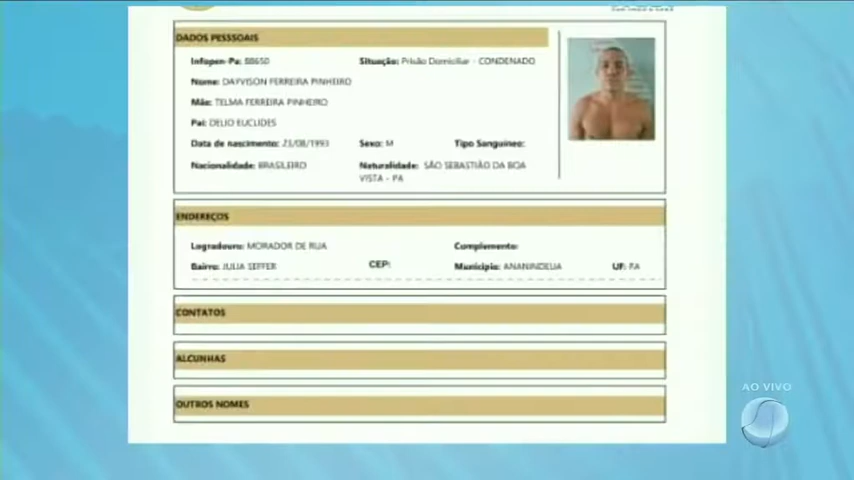 DADOS PESSSOAIS
Infopen-Pa: 88650 Situação: Prisão Domiciliar - CONDENADO
Nome: DAYVISON FERREIRA PINHEIRO
Mãe: TELMA FERREIRA PINHEIRO
Pai: DELIO EUCLIDES
Data de nascimento: 23/08/1993 Sexo: M Tipo Sanguíneo:
Nacionalidade: BRASILEIRO Naturalidade: SÃO SEBASTIÃO DA BOA
VISTA - PA
ENDEREÇOS
Logradouro: MORADOR DE RUA Complemento:
Bairro: JULIA SEFFER CEP: Município: ANANINDEUA UF: PA
CONTATOS
ALCUNHAS
OUTROS NOMES
AO VIVO